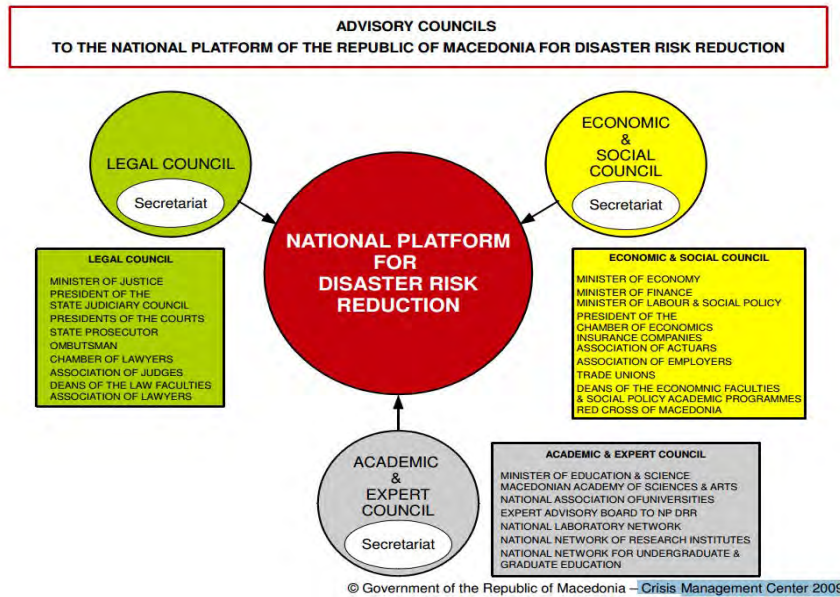 ADVISORY COUNCILS
TO THE NATIONAL PLATFORM OF THE REPUBLIC OF MACEDONIA FOR DISASTER RISK REDUCTION
LEGAL COUNCIL
Secretariat
ECONOMIC
&
SOCIAL
COUNCIL
Secretariat
NATIONAL PLATFORM
FOR
DISASTER RISK
REDUCTION
LEGAL COUNCIL
MINISTER OF JUSTICE
PRESIDENT OF THE
STATE JUDICIARY COUNCIL
PRESIDENTS OF THE COURTS
STATE PROSECUTOR
OMBUTSMAN
CHAMBER OF LAWYERS
ASSOCIATION OF JUDGES
DEANS OF THE LAW FACULTIES
ASSOCIATION OF LAWYERS
ECONOMIC & SOCIAL COUNCIL
MINISTER OF ECONOMY
MINISTER OF FINANCE
MINISTER OF LABOUR & SOCIAL POLICY
PRESIDENT OF THE
CHAMBER OF ECONOMICS
INSURANCE COMPANIES
ASSOCIATION OF ACTUARS
ASSOCIATION OF EMPLOYERS
TRADE UNIONS
DEANS OF THE ECONOMNIC FACULTIES
& SOCIAL POLICY ACADEMIC PROGRAMMES
RED CROSS OF MACEDONIA
ACADEMIC
&
EXPERT
COUNCIL
Secretariat
ACADEMIC & EXPERT COUNCIL
MINISTER OF EDUCATION & SCIENCE
MACEDONIAN ACADEMY OF SCIENCES & ARTS
NATIONAL ASSOCIATION OFUNIVERSITIES
EXPERT ADVISORY BOARD TO NP DRR
NATIONAL LABORATORY NETWORK
NATIONAL NETWORK OF RESEARCH INSTITUTES
NATIONAL NETWORK FOR UNDERGRADUATE &
GRADUATE EDUCATION
© Government of the Republic of Macedonia – Crisis Management Center 2009